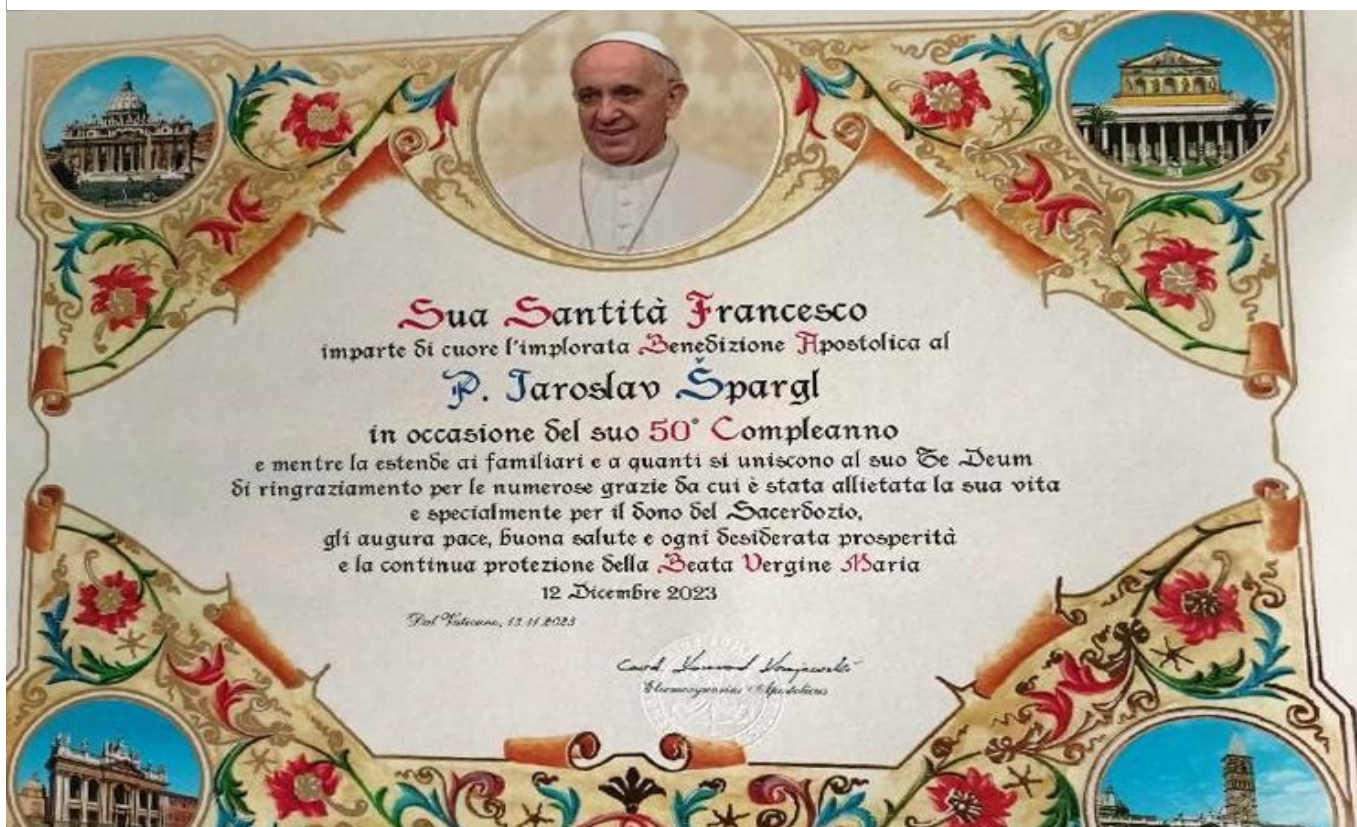 Sua Santità Francesco
imparte di cuore l'implorata Benedizione Apostolica al
P. Jaroslav Špargl
in occasione del suo 50° Compleanno
e mentre la estende ai familiari e a quanti si uniscono al suo Te Deum
di ringraziamento per le numerose grazie da cui è stata allietata la sua vita
e specialmente per il dono del Sacerdozio,
gli augura pace, buona salute e ogni desiderata prosperità
e la continua protezione della Beata Vergine Maria
12 Dicembre 2023
Dal Vaticano, 13.11.2023
Elemosynarius Apostolicus